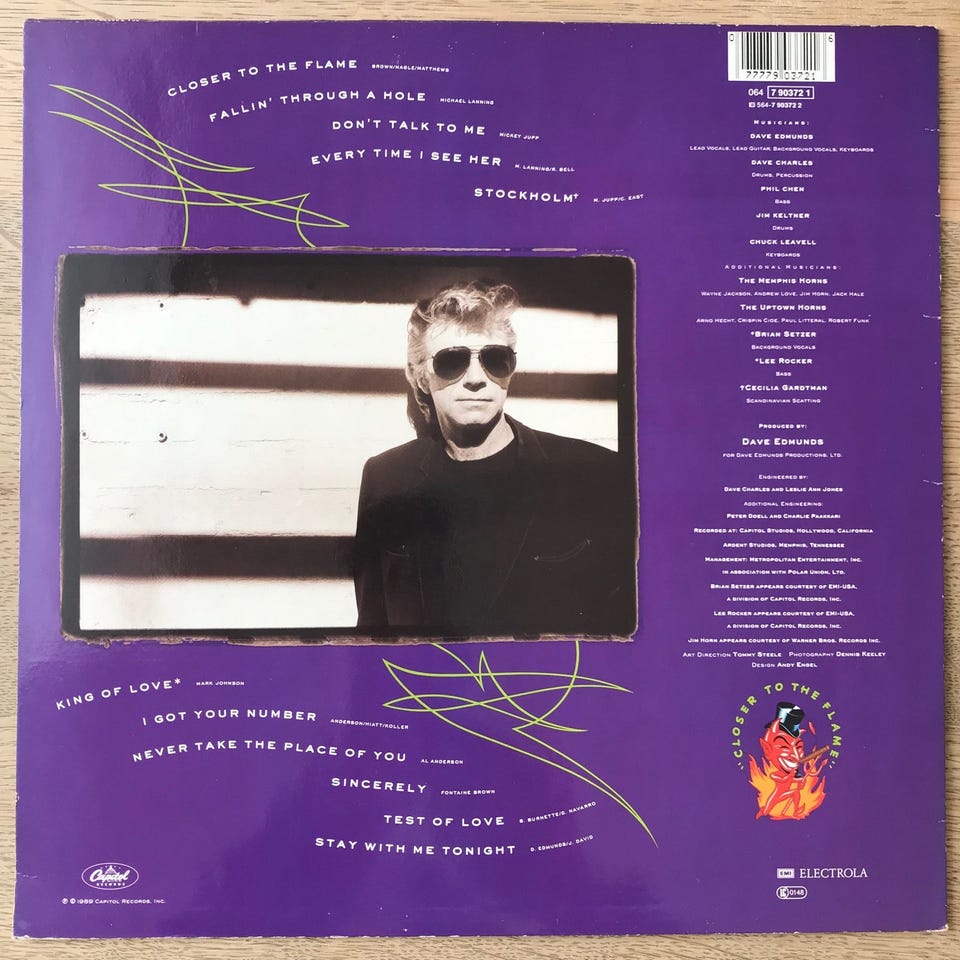 CLOSER TO THE FLAME BROWN/NAGLE/MATTHEWS
FALLIN' THROUGH A HOLE MICHAEL LANNING
DON'T TALK TO ME MICKEY JUPP
EVERY TIME I SEE HER M. LANNING/R. BELL
STOCKHOLM† M. JUPP/C. EAST
KING OF LOVE* MARK JOHNSON
I GOT YOUR NUMBER ANDERSON/HIATT/KOLLER
NEVER TAKE THE PLACE OF YOU AL ANDERSON
SINCERELY FONTAINE BROWN
TEST OF LOVE B. BURNETTE/D. NAVARRO
STAY WITH ME TONIGHT D. EDMUNDS/J. DAVID
Capitol
RECORDS
℗ © 1989 CAPITOL RECORDS, INC.
0 77779 03721 6
064 7 90372 1
564-7 90372 2
MUSICIANS:
DAVE EDMUNDS
LEAD VOCALS, LEAD GUITAR, BACKGROUND VOCALS, KEYBOARDS
DAVE CHARLES
DRUMS, PERCUSSION
PHIL CHEN
BASS
JIM KELTNER
DRUMS
CHUCK LEAVELL
KEYBOARDS
ADDITIONAL MUSICIANS:
THE MEMPHIS HORNS
WAYNE JACKSON, ANDREW LOVE, JIM HORN, JACK HALE
THE UPTOWN HORNS
ARNO HECHT, CRISPIN CIOE, PAUL LITTERAL, ROBERT FUNK
*BRIAN SETZER
BACKGROUND VOCALS
*LEE ROCKER
BASS
†CECILIA GARDTMAN
SCANDINAVIAN SCATTING
PRODUCED BY:
DAVE EDMUNDS
FOR DAVE EDMUNDS PRODUCTIONS, LTD.
ENGINEERED BY:
DAVE CHARLES AND LESLIE ANN JONES
ADDITIONAL ENGINEERING:
PETER DOELL AND CHARLIE PAAKKARI
RECORDED AT: CAPITOL STUDIOS, HOLLYWOOD, CALIFORNIA
ARDENT STUDIOS, MEMPHIS, TENNESSEE
MANAGEMENT: METROPOLITAN ENTERTAINMENT, INC.
IN ASSOCIATION WITH POLAR UNION, LTD.
BRIAN SETZER APPEARS COURTESY OF EMI-USA,
A DIVISION OF CAPITOL RECORDS, INC.
LEE ROCKER APPEARS COURTESY OF EMI-USA,
A DIVISION OF CAPITOL RECORDS, INC.
JIM HORN APPEARS COURTESY OF WARNER BROS. RECORDS INC.
ART DIRECTION TOMMY STEELE PHOTOGRAPHY DENNIS KEELEY
DESIGN ANDY ENGEL
"CLOSER TO THE FLAME"
EMI ELECTROLA
LC 0148